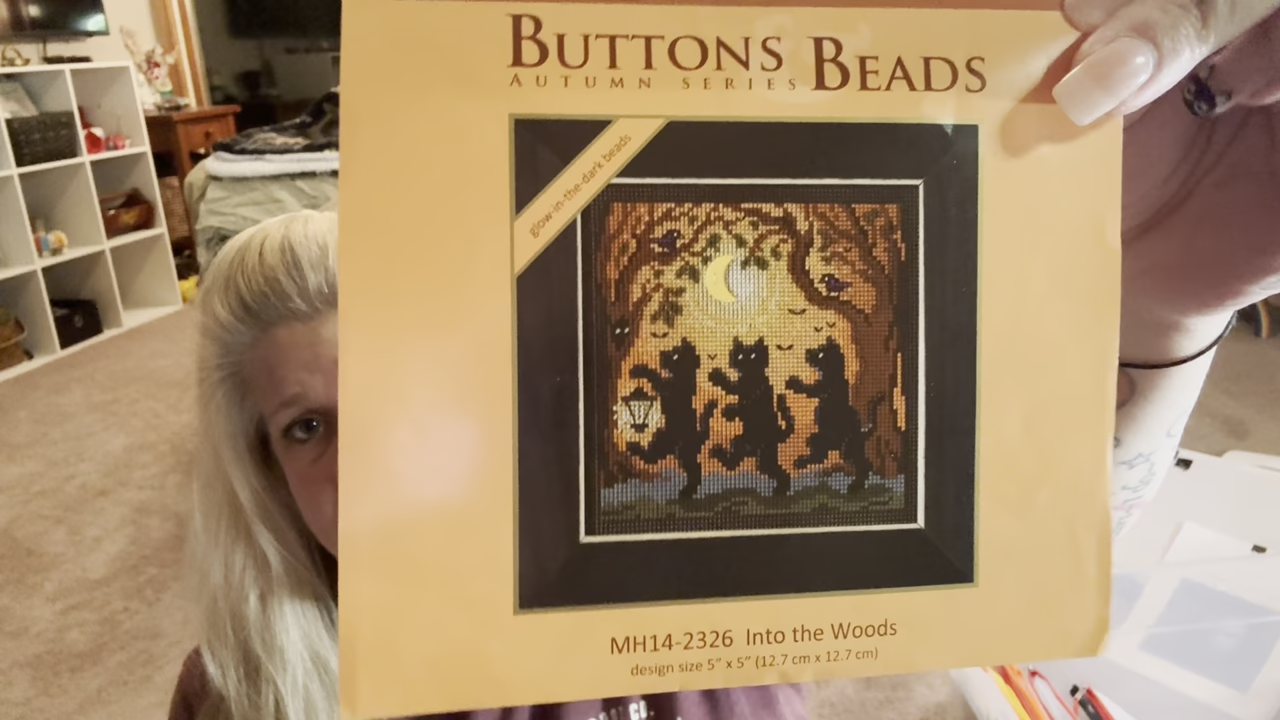 BUTTONS & BEADS
AUTUMN SERIES
glow-in-the-dark beads
MH14-2326 Into the Woods
design size 5" x 5" (12.7 cm x 12.7 cm)
CO.